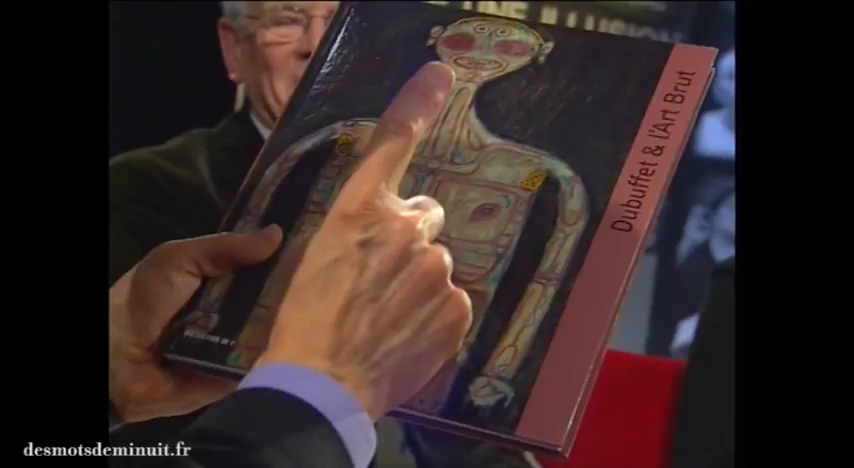 UNE ILLUSION
Dubuffet & l'Art Brut
desmotsdeminuit.fr